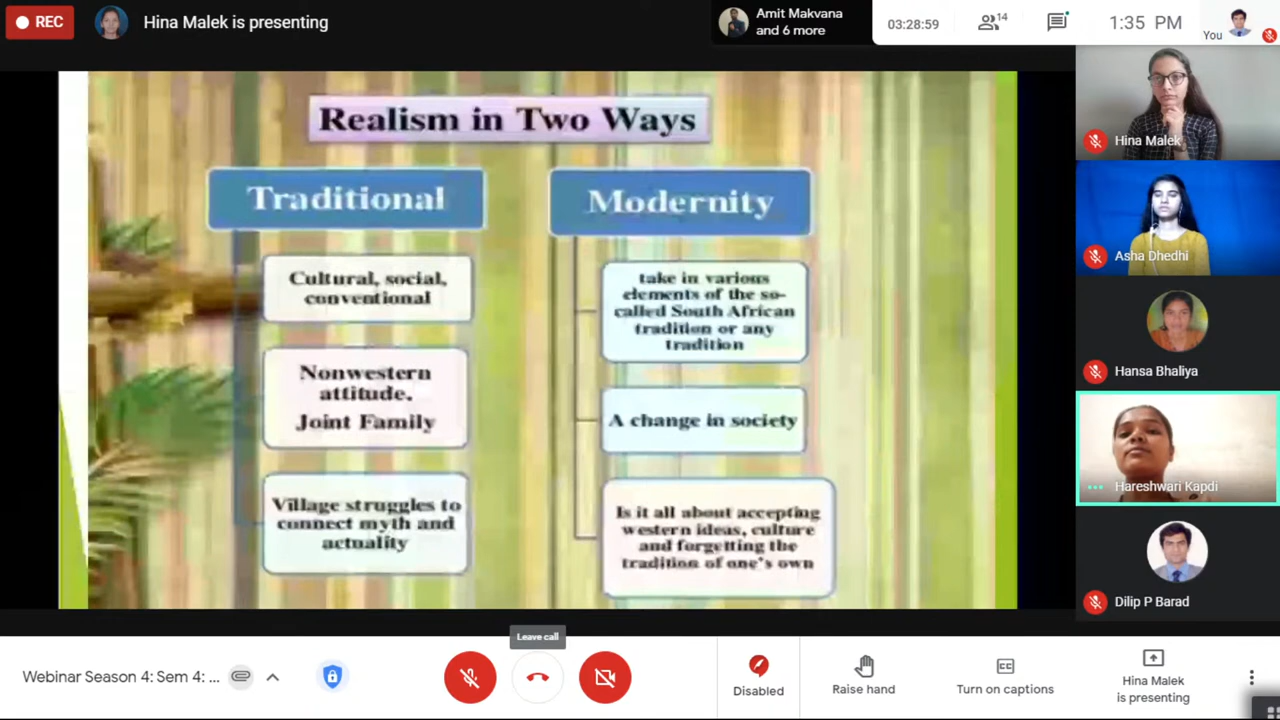 REC
Hina Malek is presenting
Amit Makvana
and 6 more
03:28:59
14
1:35 PM
You
Realism in Two Ways
Traditional
Cultural, social,
conventional
Nonwestern
attitude.
Joint Family
Village struggles to
connect myth and
actuality
Modernity
take in various
elements of the so-
called South African
tradition or any
tradition
A change in society
Is it all about accepting
western ideas, culture
and forgetting the
tradition of one's own
Hina Malek
Asha Dhedhi
Hansa Bhaliya
Hareshwari Kapdi
Dilip P Barad
Leave call
Webinar Season 4: Sem 4: ...
Disabled
Raise hand
CC
Turn on captions
Hina Malek
is presenting